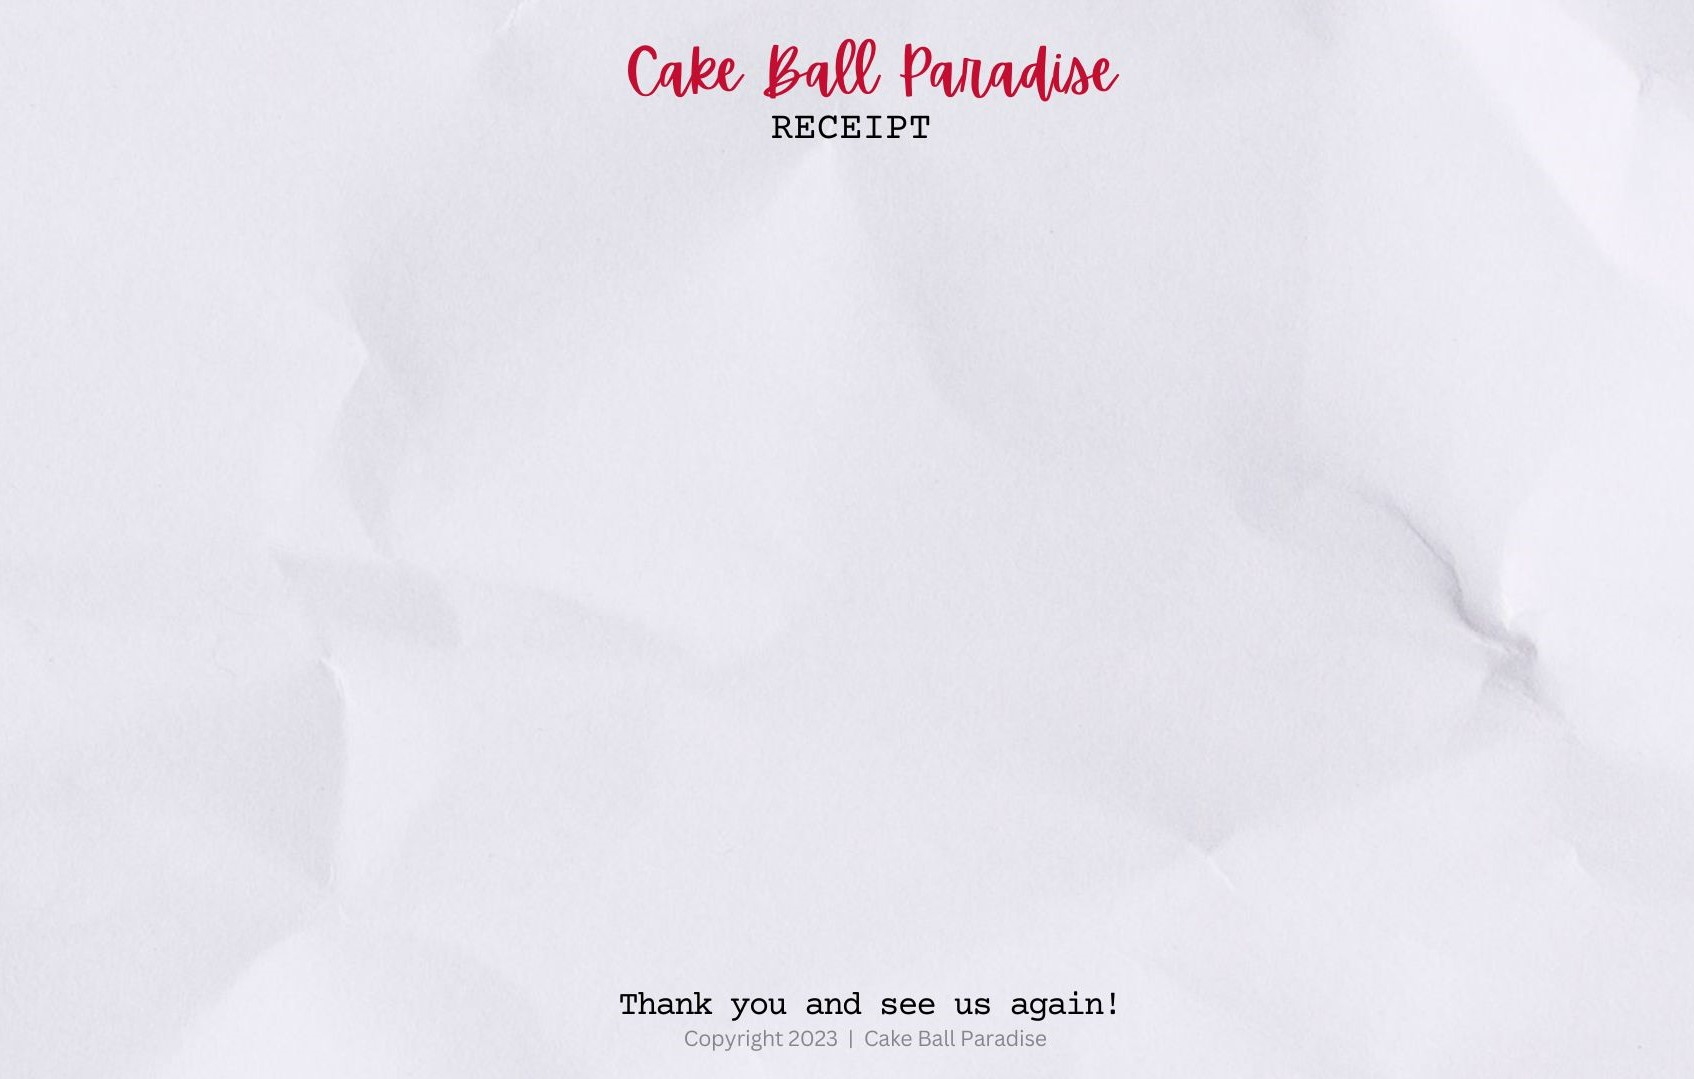 Cake Ball Paradise
RECEIPT
Thank you and see us again!
Copyright 2023 | Cake Ball Paradise